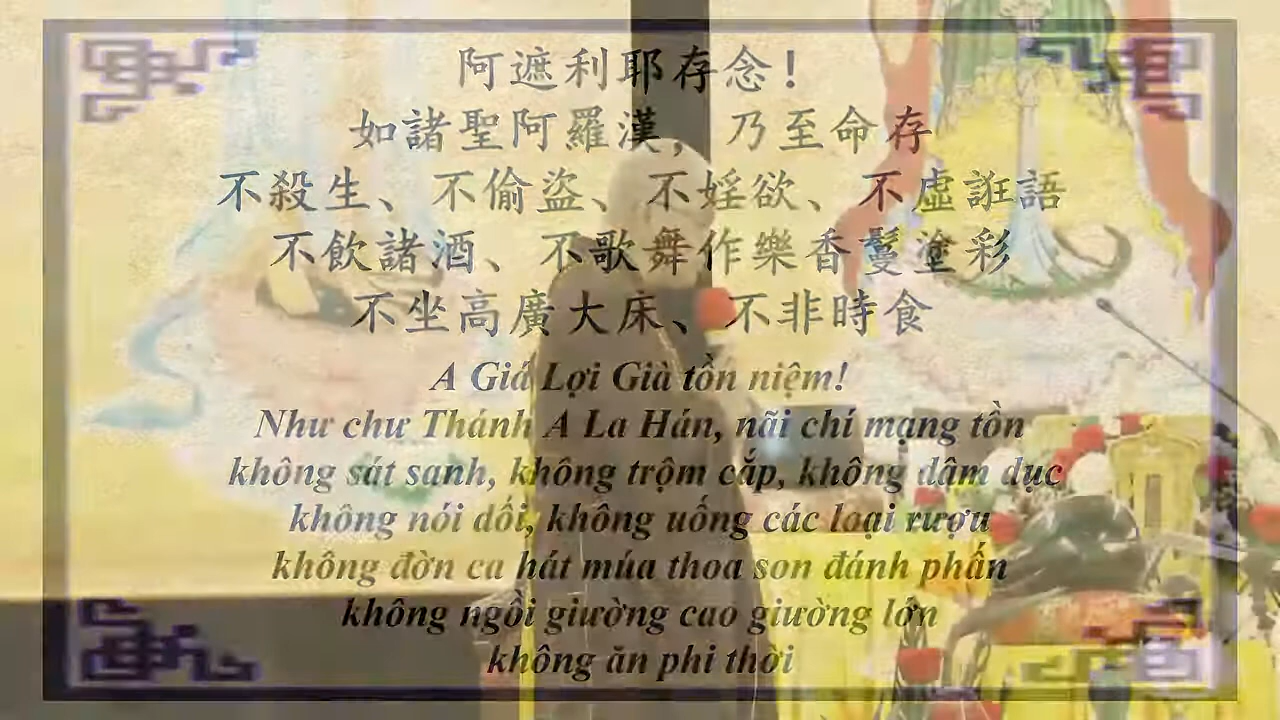 阿遮利耶存念！
如諸聖阿羅漢，乃至命存
不殺生、不偷盜、不婬欲、不虛誑語
不飲諸酒、不歌舞作樂香鬘塗彩
不坐高廣大床、不非時食
A Giá Lợi Già tồn niệm!
Như chư Thánh A La Hán, nãi chí mạng tồn
không sát sanh, không trộm cắp, không dâm dục
không nói dối, không uống các loại rượu
không đờn ca hát múa thoa son đánh phấn
không ngồi giường cao giường lớn
không ăn phi thời